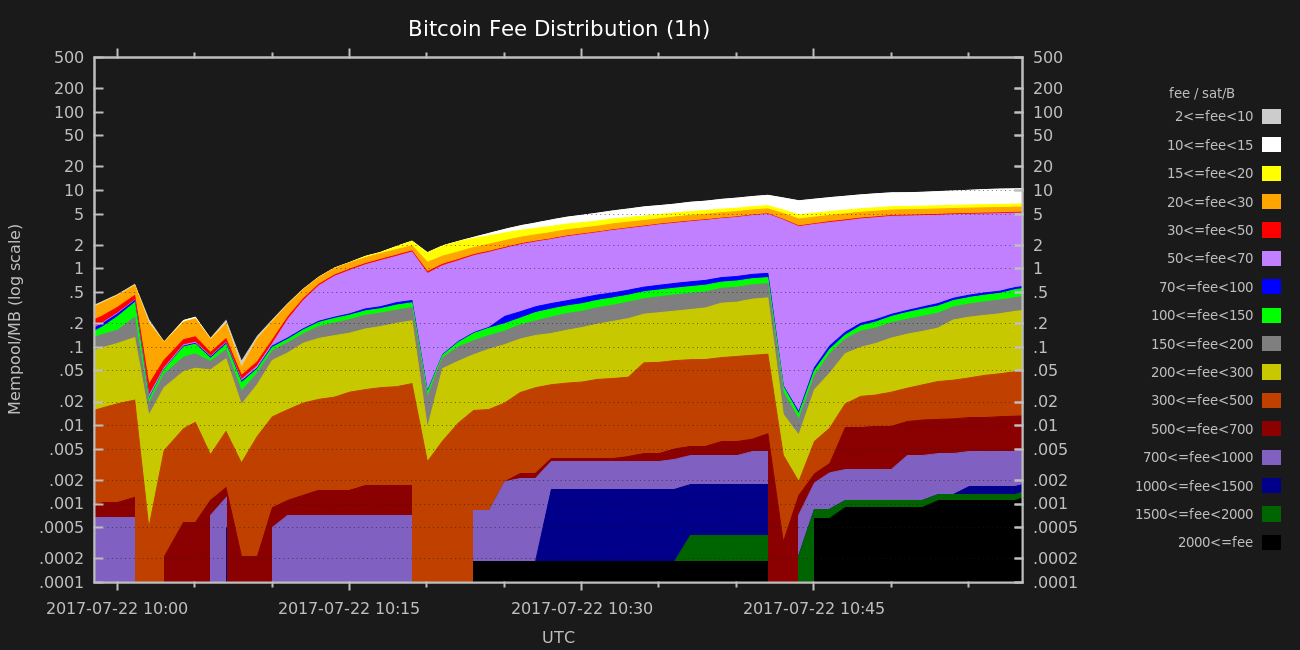 Bitcoin Fee Distribution (1h)
Mempool/MB (log scale)
500
200
100
50
20
10
5
2
1
.5
.2
.1
.05
.02
.01
.005
.002
.001
.0005
.0002
.0001
500
200
100
50
20
10
5
2
1
.5
.2
.1
.05
.02
.01
.005
.002
.001
.0005
.0002
.0001
2017-07-22 10:00 2017-07-22 10:15 2017-07-22 10:30 2017-07-22 10:45
UTC
fee / sat/B
2<=fee<10
10<=fee<15
15<=fee<20
20<=fee<30
30<=fee<50
50<=fee<70
70<=fee<100
100<=fee<150
150<=fee<200
200<=fee<300
300<=fee<500
500<=fee<700
700<=fee<1000
1000<=fee<1500
1500<=fee<2000
2000<=fee